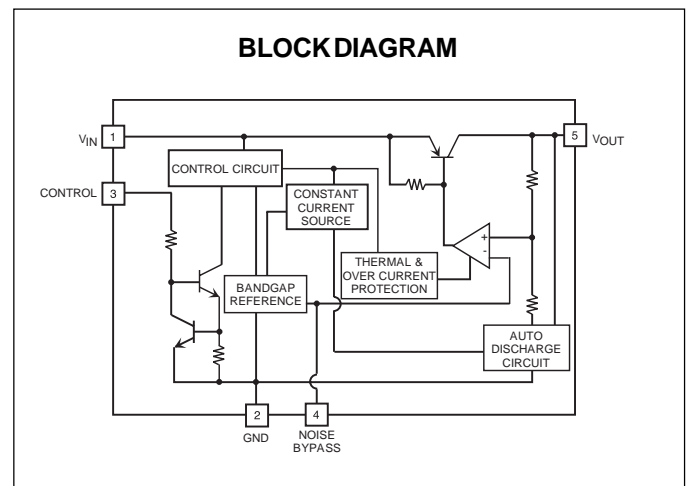 BLOCK DIAGRAM
VIN
1
5
VOUT
CONTROL
3
CONTROL CIRCUIT
CONSTANT
CURRENT
SOURCE
+
-
THERMAL &
OVER CURRENT
PROTECTION
BANDGAP
REFERENCE
AUTO
DISCHARGE
CIRCUIT
2
4
GND
NOISE
BYPASS